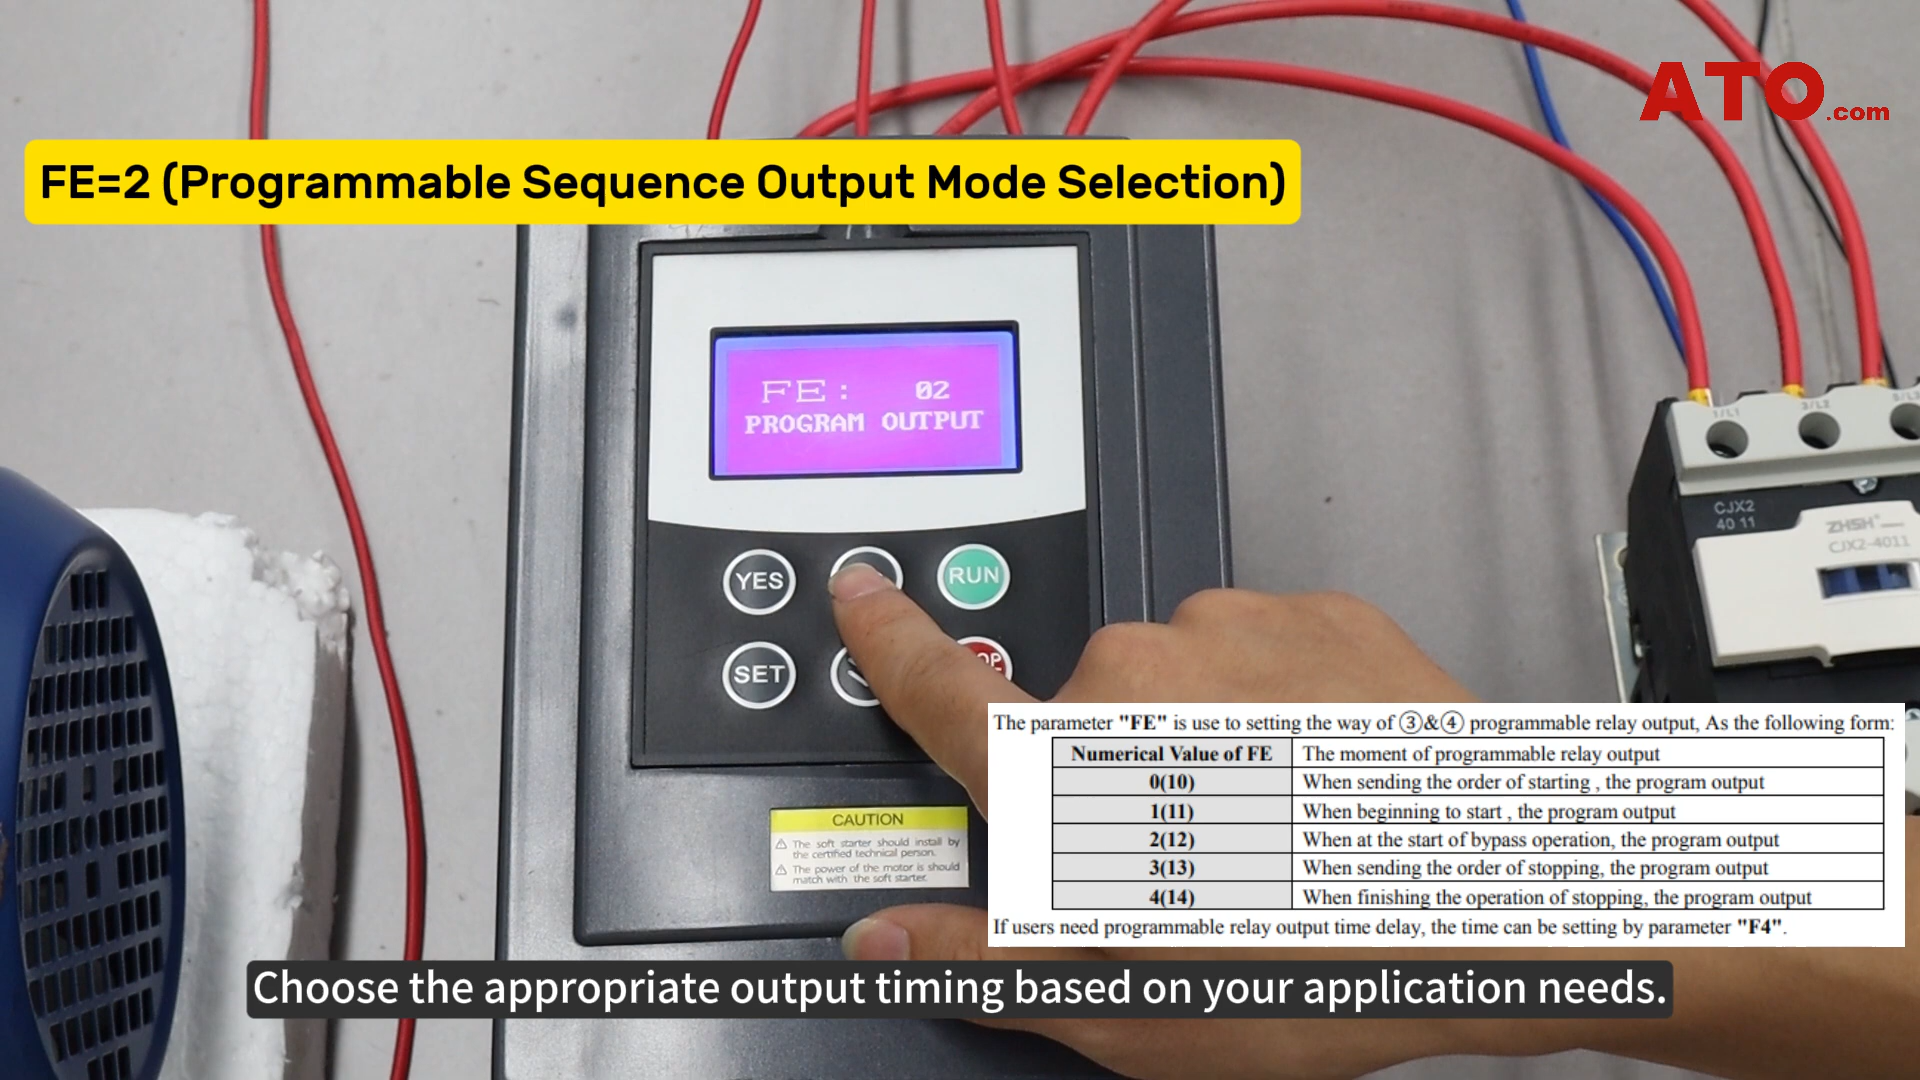 ATO.com
FE=2 (Programmable Sequence Output Mode Selection)
FE: 02
PROGRAM OUTPUT
YES
RUN
SET
OP
1/L1 3/L2
CJX2
40 11
ZHSH
CJX2-4011
CAUTION
The soft starter should install by
the certified technical person.
The power of the motor is should
match with the soft starter.
The parameter "FE" is use to setting the way of ③&④ programmable relay output, As the following form:
Numerical Value of FE The moment of programmable relay output
0(10) When sending the order of starting , the program output
1(11) When beginning to start , the program output
2(12) When at the start of bypass operation, the program output
3(13) When sending the order of stopping, the program output
4(14) When finishing the operation of stopping, the program output
If users need programmable relay output time delay, the time can be setting by parameter "F4".
Choose the appropriate output timing based on your application needs.